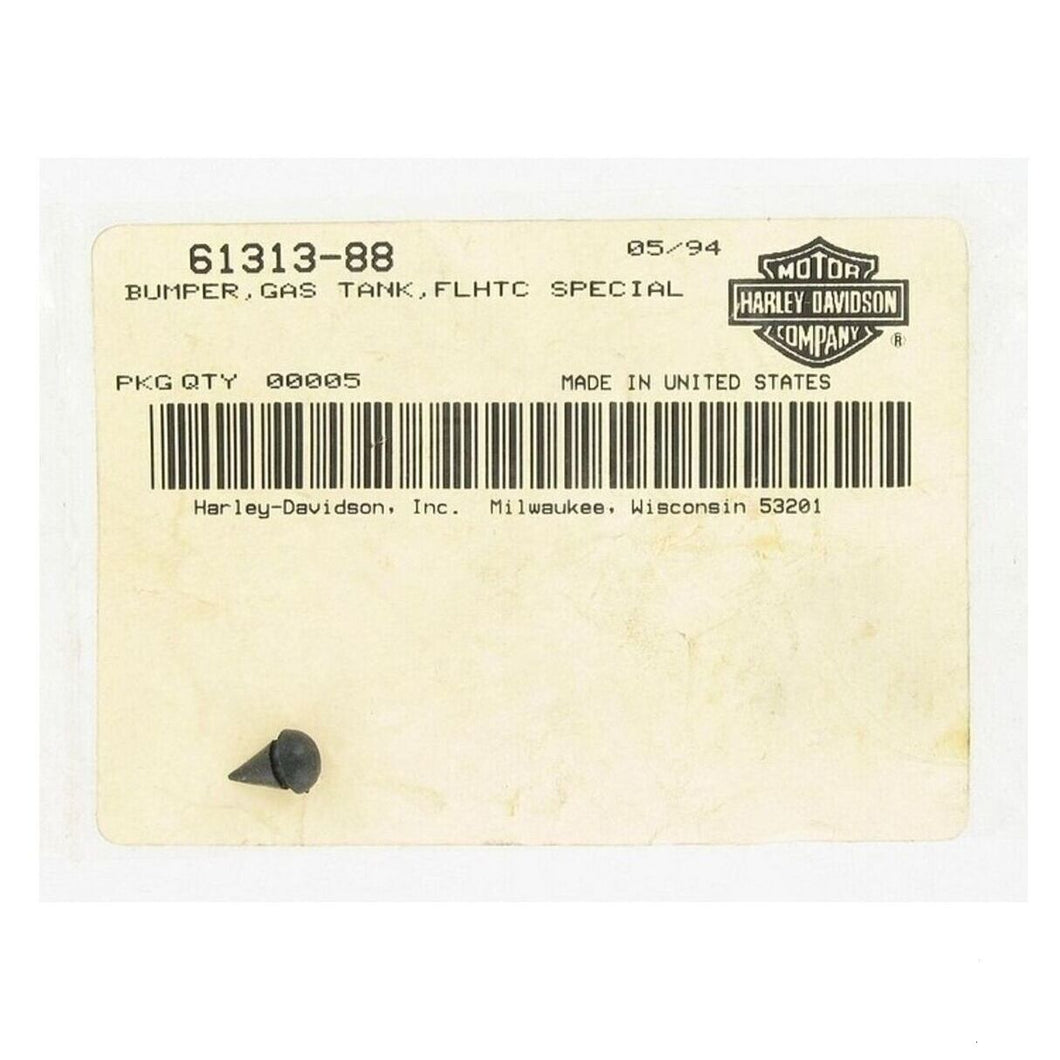 61313-88
05/94
BUMPER,GAS TANK,FLHTC SPECIAL
MOTOR
HARLEY-DAVIDSON
COMPANY
®
PKG QTY 00005
MADE IN UNITED STATES
Harley-Davidson, Inc. Milwaukee, Wisconsin 53201